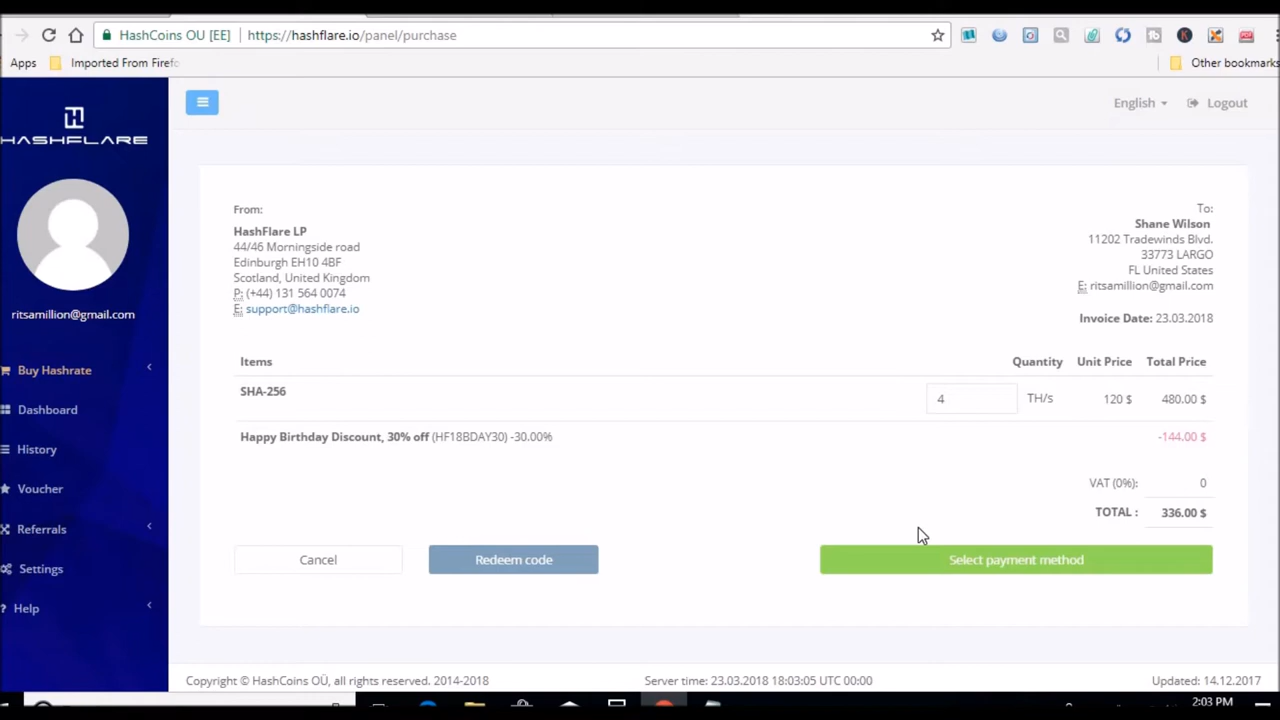 HashCoins OU [EE] https://hashflare.io/panel/purchase
Apps Imported From Firefo Other bookmarks
HASHFLARE
English Logout
ritsamillion@gmail.com
Buy Hashrate
Dashboard
History
Voucher
Referrals
Settings
Help
From:
HashFlare LP
44/46 Morningside road
Edinburgh EH10 4BF
Scotland, United Kingdom
P: (+44) 131 564 0074
E: support@hashflare.io
To:
Shane Wilson
11202 Tradewinds Blvd.
33773 LARGO
FL United States
E: ritsamillion@gmail.com
Invoice Date: 23.03.2018
Items Quantity Unit Price Total Price
SHA-256 4 TH/s 120 $ 480.00 $
Happy Birthday Discount, 30% off (HF18BDAY30) -30.00% -144.00 $
VAT (0%): 0
TOTAL : 336.00 $
Cancel Redeem code Select payment method
Copyright © HashCoins OÜ, all rights reserved. 2014-2018 Server time: 23.03.2018 18:03:05 UTC 00:00 Updated: 14.12.2017
2:03 PM